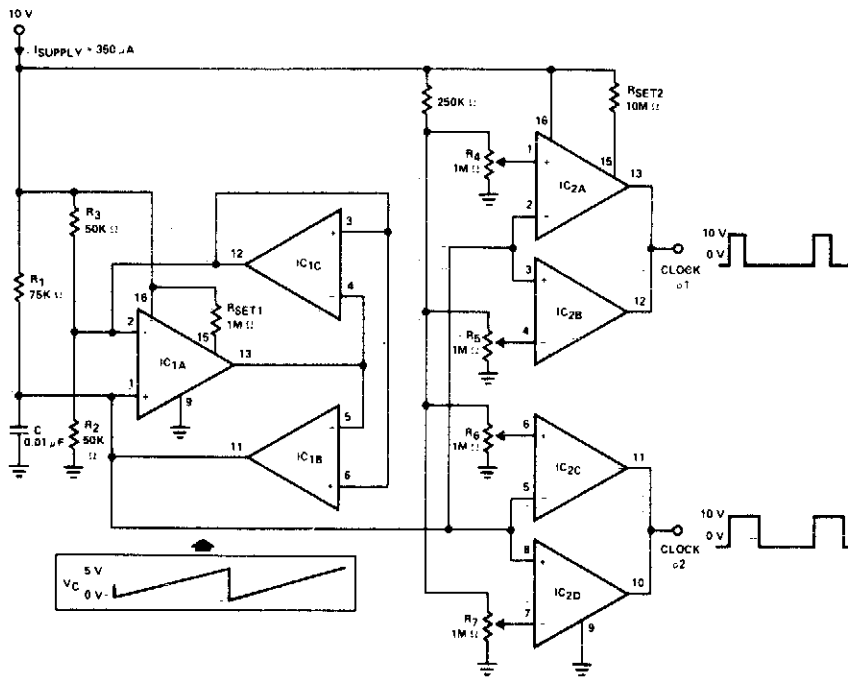 10 V
ISUPPLY ≈ 350 µA
250K Ω
RSET2
10M Ω
16
R4
1M Ω
1
+
15
IC2A
13
2
−
10 V
0 V
CLOCK
ø1
3
+
IC2B
12
R5
1M Ω
4
−
R3
50K Ω
12
IC1C
+
3
−
4
R1
75K Ω
16
RSET1
1M Ω
15
2
−
IC1A
13
1
+
9
C
0.01 µF
R2
50K
Ω
11
IC1B
−
5
+
6
R6
1M Ω
6
+
IC2C
11
5
−
10 V
0 V
CLOCK
ø2
8
+
IC2D
10
R7
1M Ω
7
−
9
VC
5 V
0 V